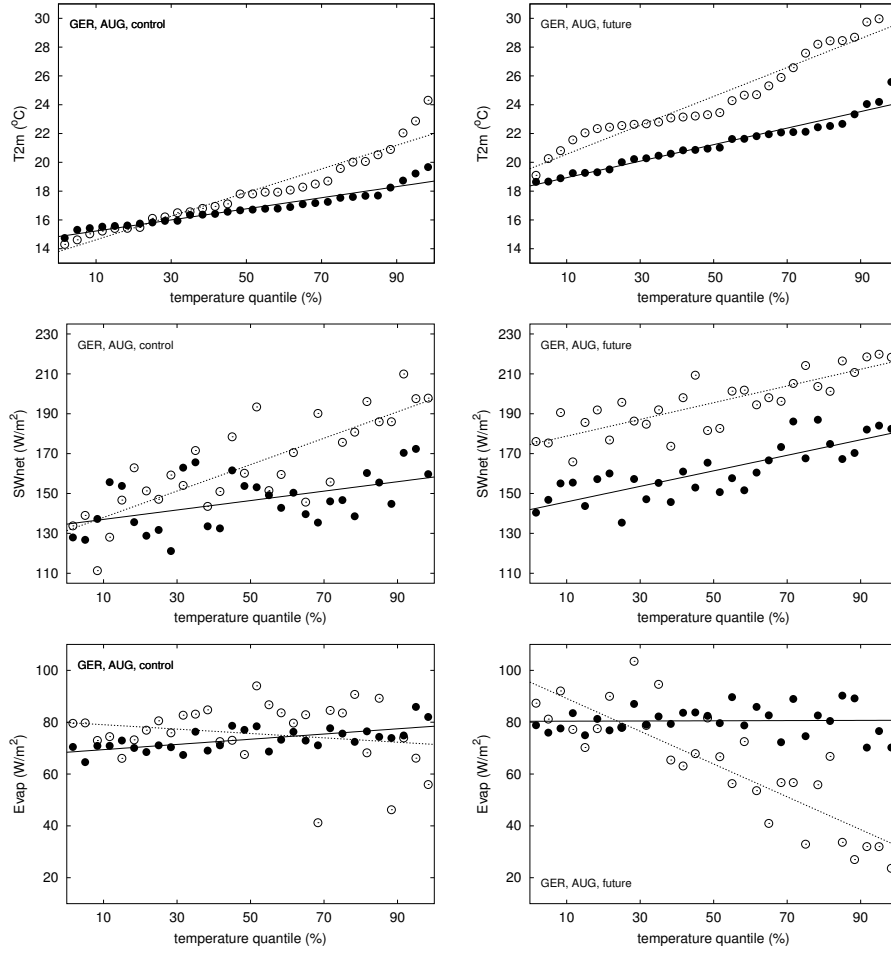 GER, AUG, control
30
28
26
24
22
20
18
16
14
T2m (°C)
10 30 50 70 90
temperature quantile (%)
GER, AUG, future
30
28
26
24
22
20
18
16
14
T2m (°C)
10 30 50 70 90
temperature quantile (%)
GER, AUG, control
230
210
190
170
150
130
110
SWnet (W/m²)
10 30 50 70 90
temperature quantile (%)
GER, AUG, future
230
210
190
170
150
130
110
SWnet (W/m²)
10 30 50 70 90
temperature quantile (%)
GER, AUG, control
100
80
60
40
20
Evap (W/m²)
10 30 50 70 90
temperature quantile (%)
100
80
60
40
20
Evap (W/m²)
GER, AUG, future
10 30 50 70 90
temperature quantile (%)